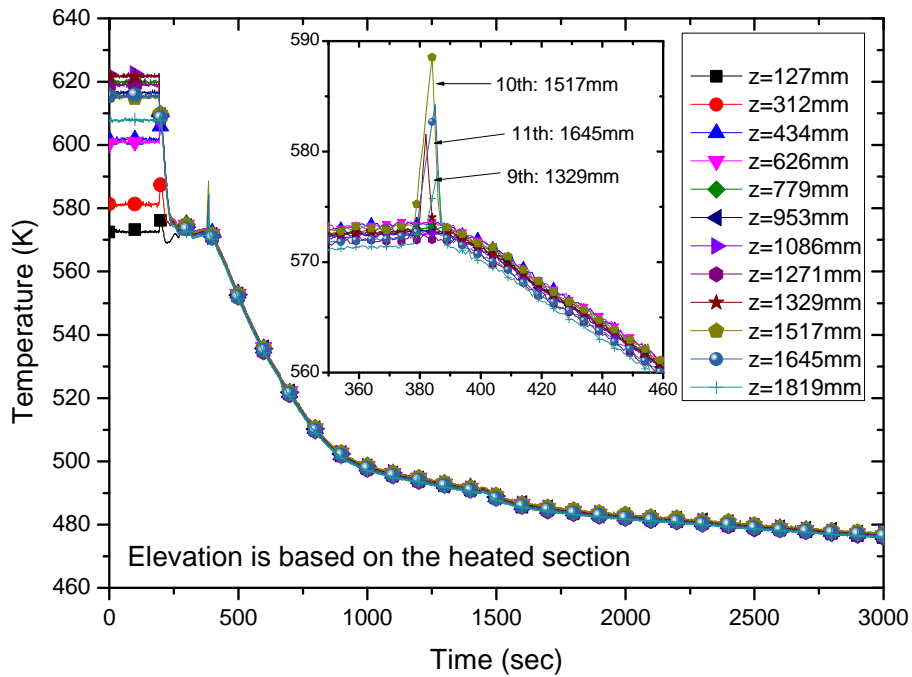 640
620
600
580
560
540
520
500
480
460
Temperature (K)
0
500
1000
1500
2000
2500
3000
Time (sec)
590
580
570
560
360
380
400
420
440
460
10th: 1517mm
11th: 1645mm
9th: 1329mm
z=127mm
z=312mm
z=434mm
z=626mm
z=779mm
z=953mm
z=1086mm
z=1271mm
z=1329mm
z=1517mm
z=1645mm
z=1819mm
Elevation is based on the heated section